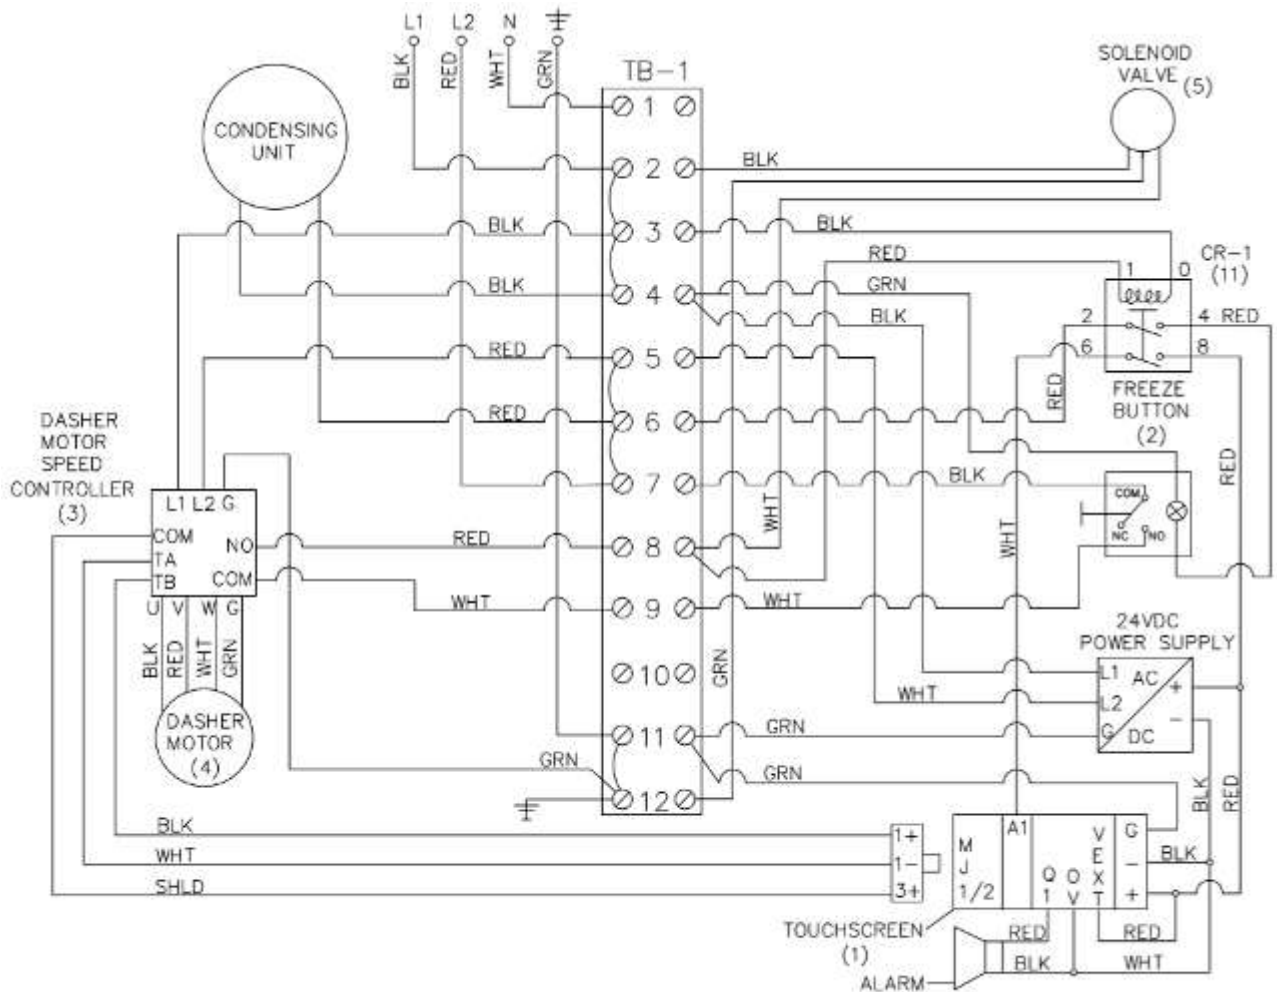 L1 L2 N
BLK
RED
WHT
GRN
TB-1
1
2
3
4
5
6
7
8
9
10
11
12
CONDENSING
UNIT
SOLENOID
VALVE
(5)
BLK
BLK
BLK
RED
GRN
BLK
BLK
RED
RED
CR-1
(11)
1 0
2 4 RED
6 8
RED
FREEZE
BUTTON
(2)
DASHER
MOTOR
SPEED
CONTROLLER
(3)
L1 L2 G
COM
TA
TB
NO
COM
U V W G
BLK
RED
WHT
GRN
DASHER
MOTOR
(4)
RED
WHT
BLK
WHT
WHT
WHT
RED
COM
NC NO
GRN
24VDC
POWER SUPPLY
L1
L2
G
AC
DC
+
-
WHT
GRN
GRN
GRN
BLK
RED
BLK
WHT
SHLD
1+
1-
3+
M
J
1/2
A1
Q
1
O
V
V
E
X
T
G
-
+
BLK
TOUCHSCREEN
(1)
RED
RED
BLK
WHT
ALARM